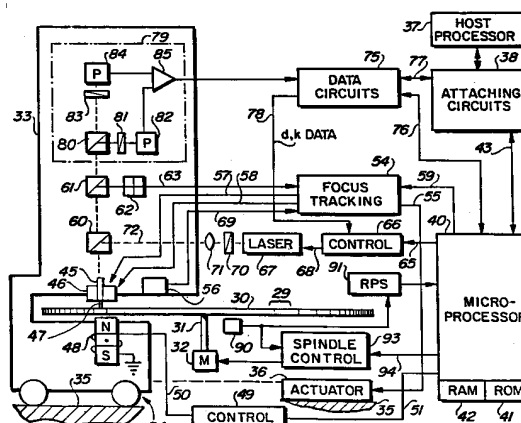 37
HOST
PROCESSOR
79
84
85
75
77
38
P
DATA
CIRCUITS
ATTACHING
CIRCUITS
83
33
81
82
78
76
43
80
P
d,k DATA
54
59
61
63
57
58
FOCUS
TRACKING
55
62
69
40
60
72
66
LASER
CONTROL
71
70
67
68
65
45
46
56
91
RPS
MICRO-
PROCESSOR
30
29
47
31
N
90
93
48
32
M
SPINDLE
CONTROL
S
36
94
ACTUATOR
35
50
49
35
51
RAM
ROM
CONTROL
42
41